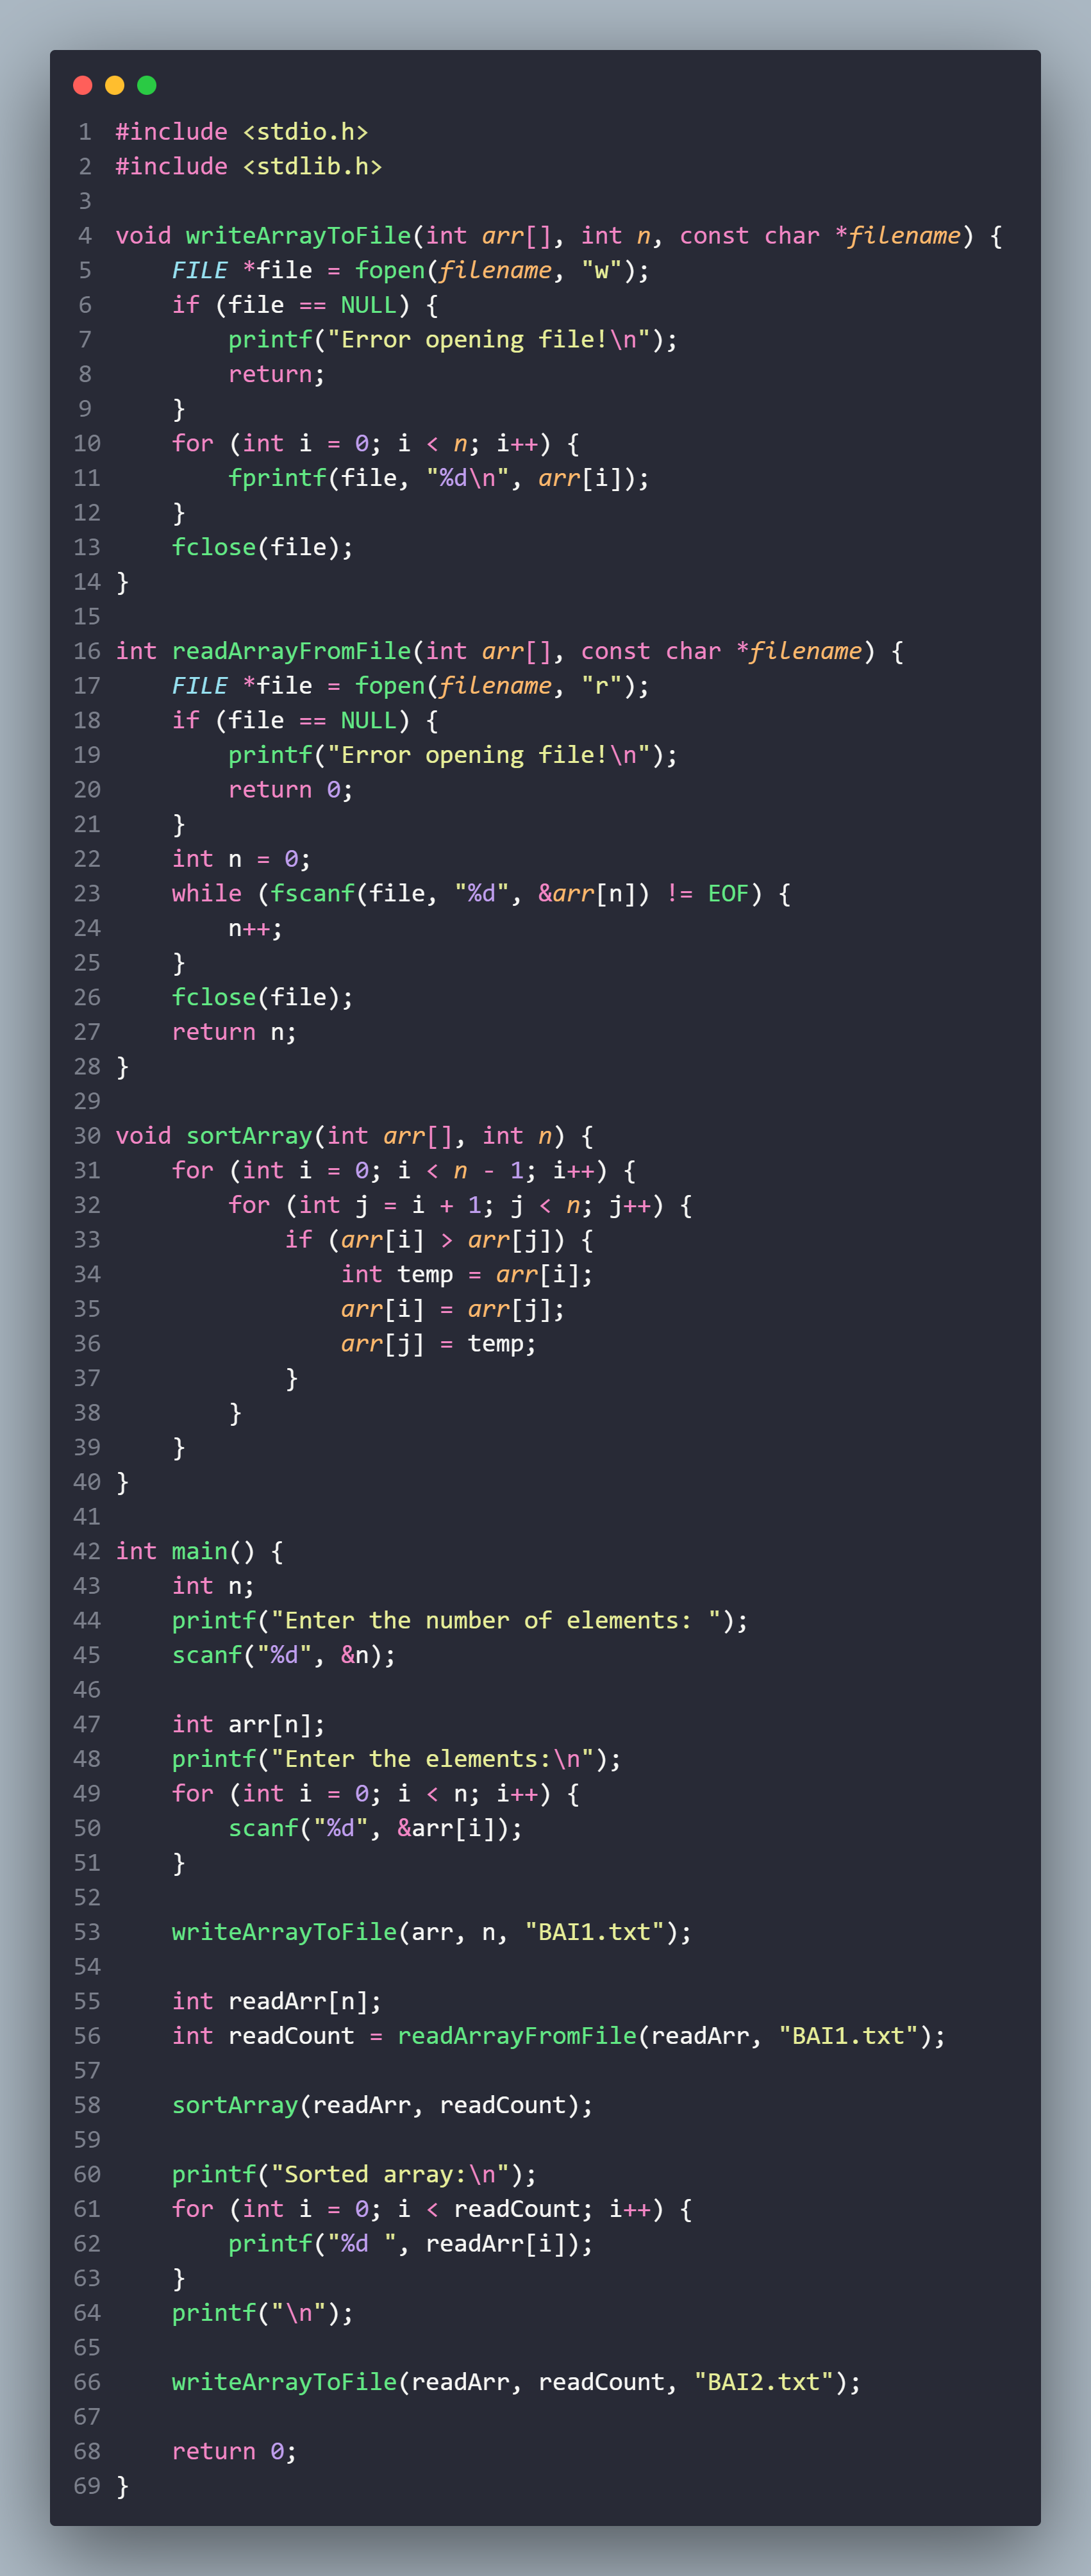 1 #include <stdio.h>
2 #include <stdlib.h>
3
4 void writeArrayToFile(int arr[], int n, const char *filename) {
5     FILE *file = fopen(filename, "w");
6     if (file == NULL) {
7         printf("Error opening file!\n");
8         return;
9     }
10     for (int i = 0; i < n; i++) {
11         fprintf(file, "%d\n", arr[i]);
12     }
13     fclose(file);
14 }
15
16 int readArrayFromFile(int arr[], const char *filename) {
17     FILE *file = fopen(filename, "r");
18     if (file == NULL) {
19         printf("Error opening file!\n");
20         return 0;
21     }
22     int n = 0;
23     while (fscanf(file, "%d", &arr[n]) != EOF) {
24         n++;
25     }
26     fclose(file);
27     return n;
28 }
29
30 void sortArray(int arr[], int n) {
31     for (int i = 0; i < n - 1; i++) {
32         for (int j = i + 1; j < n; j++) {
33             if (arr[i] > arr[j]) {
34                 int temp = arr[i];
35                 arr[i] = arr[j];
36                 arr[j] = temp;
37             }
38         }
39     }
40 }
41
42 int main() {
43     int n;
44     printf("Enter the number of elements: ");
45     scanf("%d", &n);
46
47     int arr[n];
48     printf("Enter the elements:\n");
49     for (int i = 0; i < n; i++) {
50         scanf("%d", &arr[i]);
51     }
52
53     writeArrayToFile(arr, n, "BAI1.txt");
54
55     int readArr[n];
56     int readCount = readArrayFromFile(readArr, "BAI1.txt");
57
58     sortArray(readArr, readCount);
59
60     printf("Sorted array:\n");
61     for (int i = 0; i < readCount; i++) {
62         printf("%d ", readArr[i]);
63     }
64     printf("\n");
65
66     writeArrayToFile(readArr, readCount, "BAI2.txt");
67
68     return 0;
69 }